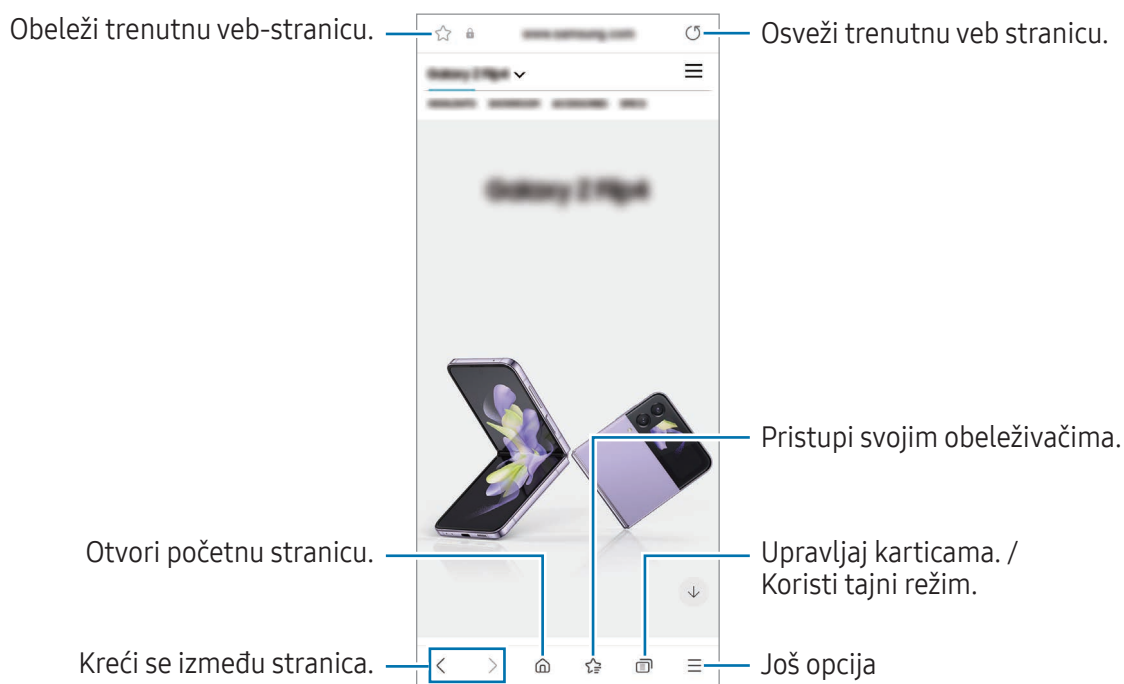 Obeleži trenutnu veb-stranicu.
Osveži trenutnu veb stranicu.
Pristupi svojim obeleživačima.
Otvori početnu stranicu.
Upravljaj karticama. /
Koristi tajni režim.
Kreći se između stranica.
Još opcija